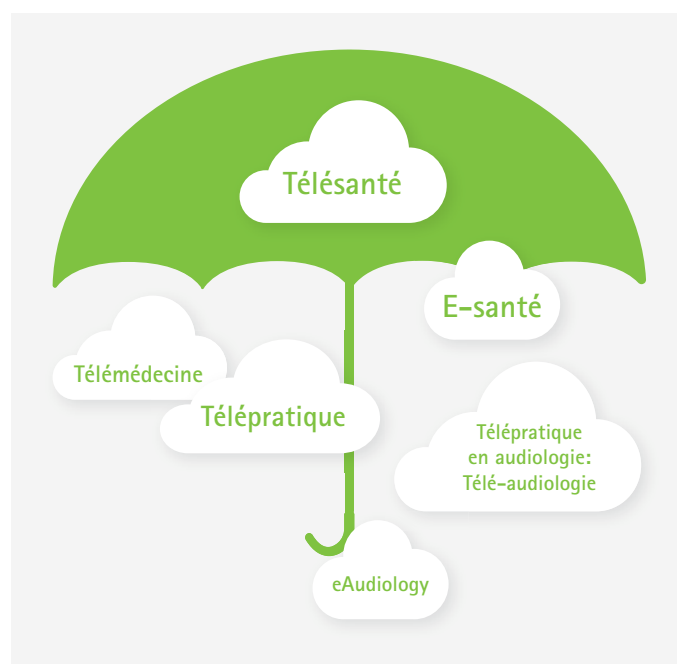 Télésanté
E-santé
Télémédecine
Télépratique
Télépratique
en audiologie:
Télé-audiologie
eAudiology